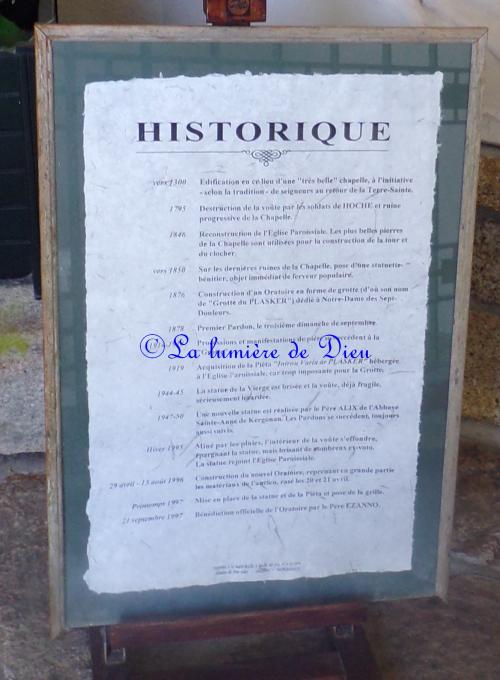 HISTORIQUE
vers 1300 Edification en ce lieu d'une "très belle" chapelle, à l'initiative
- selon la tradition - de seigneurs au retour de la Terre-Sainte.
1795 Destruction de la voûte par les soldats de HOCHE et ruine
progressive de la Chapelle.
1846 Reconstruction de l'Eglise Paroissiale. Les plus belles pierres
de la Chapelle sont utilisées pour la construction de la tour et
du clocher.
vers 1850 Sur les dernières ruines de la Chapelle, pose d'une statuette-
bénitier, objet immédiat de ferveur populaire.
1876 Construction d'un Oratoire en forme de grotte (d'où son nom
de "Grotte du PLASKER") dédié à Notre-Dame des Sept-
Douleurs.
1878 Premier Pardon, le troisième dimanche de septembre.
Processions et manifestations de piété se succèdent à la
©La lumière de Dieu
1919 Acquisition de la Piéta "Introu Varia er PLASKER" hébergée
à l'Eglise Paroissiale, car trop imposante pour la Grotte.
1944-45 La statue de la Vierge est brisée et la voûte, déjà fragile,
sérieusement lézardée.
1947-50 Une nouvelle statue est réalisée par le Père ALIX de l'Abbaye
Sainte-Anne de Kergonan. Les Pardons se succèdent, toujours
aussi suivis.
Hiver 1995 Miné par les pluies, l'intérieur de la voûte s'effondre,
épargnant la statue, mais brisant de nombreux ex-voto.
La statue rejoint l'Eglise Paroissiale.
29 avril - 13 août 1996 Construction du nouvel Oratoire, reprenant en grande partie
les matériaux de l'ancien, rasé les 20 et 21 avril.
Printemps 1997 Mise en place de la statue et de la Piéta et pose de la grille.
21 septembre 1997 Bénédiction officielle de l'Oratoire par le Père EZANNO.